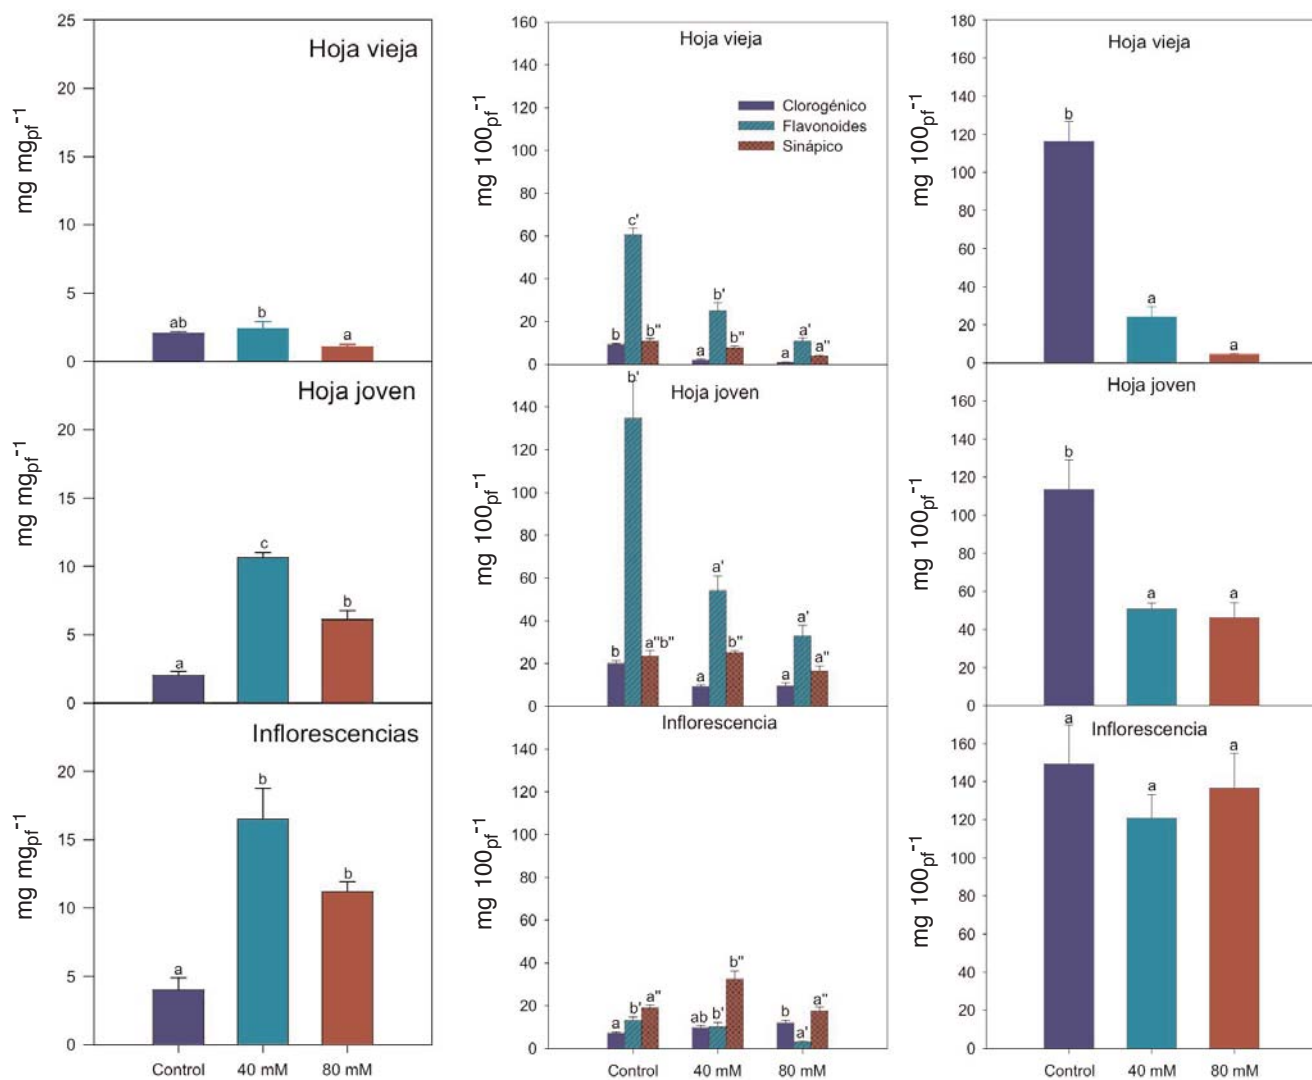 25
20
15
10
5
0
mg mgpf-1
Hoja vieja
ab
b
a
20
15
10
5
0
mg mgpf-1
Hoja joven
a
c
b
20
15
10
5
0
mg mgpf-1
Inflorescencias
a
b
b
Control 40 mM 80 mM
160
140
120
100
80
60
40
20
0
mg 100pf-1
Hoja vieja
Clorogénico
Flavonoides
Sinápico
b c' b"
a b' b"
a a' a"
140
120
100
80
60
40
20
0
mg 100pf-1
Hoja joven
b b' a"b"
a a' b"
a a' a"
140
120
100
80
60
40
20
0
mg 100pf-1
Inflorescencia
a b' a"
ab b' b"
b a' a"
Control 40 mM 80 mM
180
160
140
120
100
80
60
40
20
0
mg 100pf-1
Hoja vieja
b
a
a
160
140
120
100
80
60
40
20
0
mg 100pf-1
Hoja joven
b
a
a
160
140
120
100
80
60
40
20
0
mg 100pf-1
Inflorescencia
a
a
a
Control 40 mM 80 mM